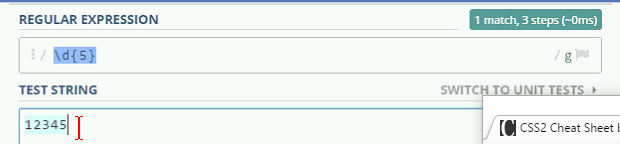 REGULAR EXPRESSION 1 match, 3 steps (~0ms)
/ \d{5} / g
TEST STRING SWITCH TO UNIT TESTS
12345
CSS2 Cheat Sheet